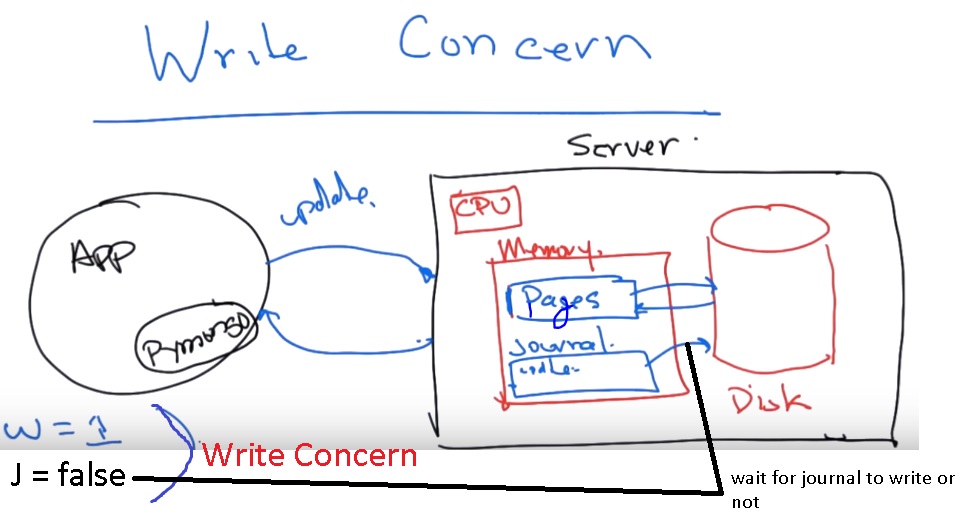 Write Concern
Server
update.
CPU
APP
Memory.
Pages
Pymongo
Journal.
Disk
w = 1
Write Concern
J = false
wait for journal to write or
not